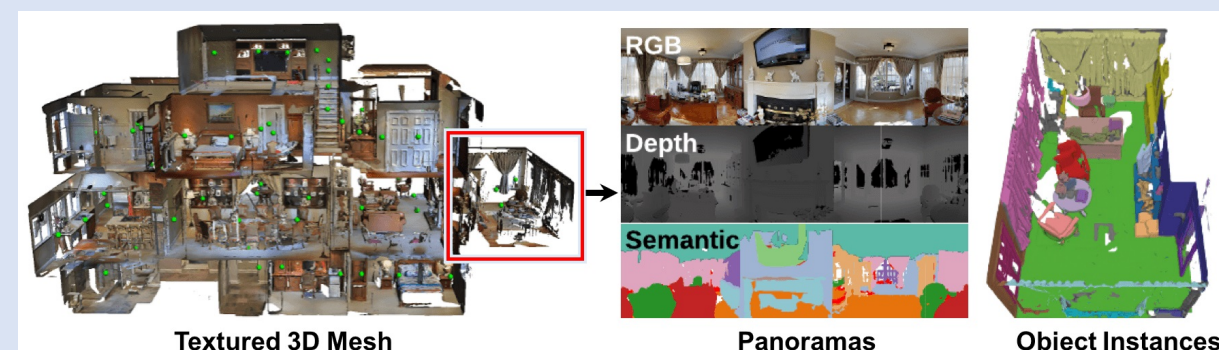 RGB
Depth
Semantic
Textured 3D Mesh
Panoramas
Object Instances